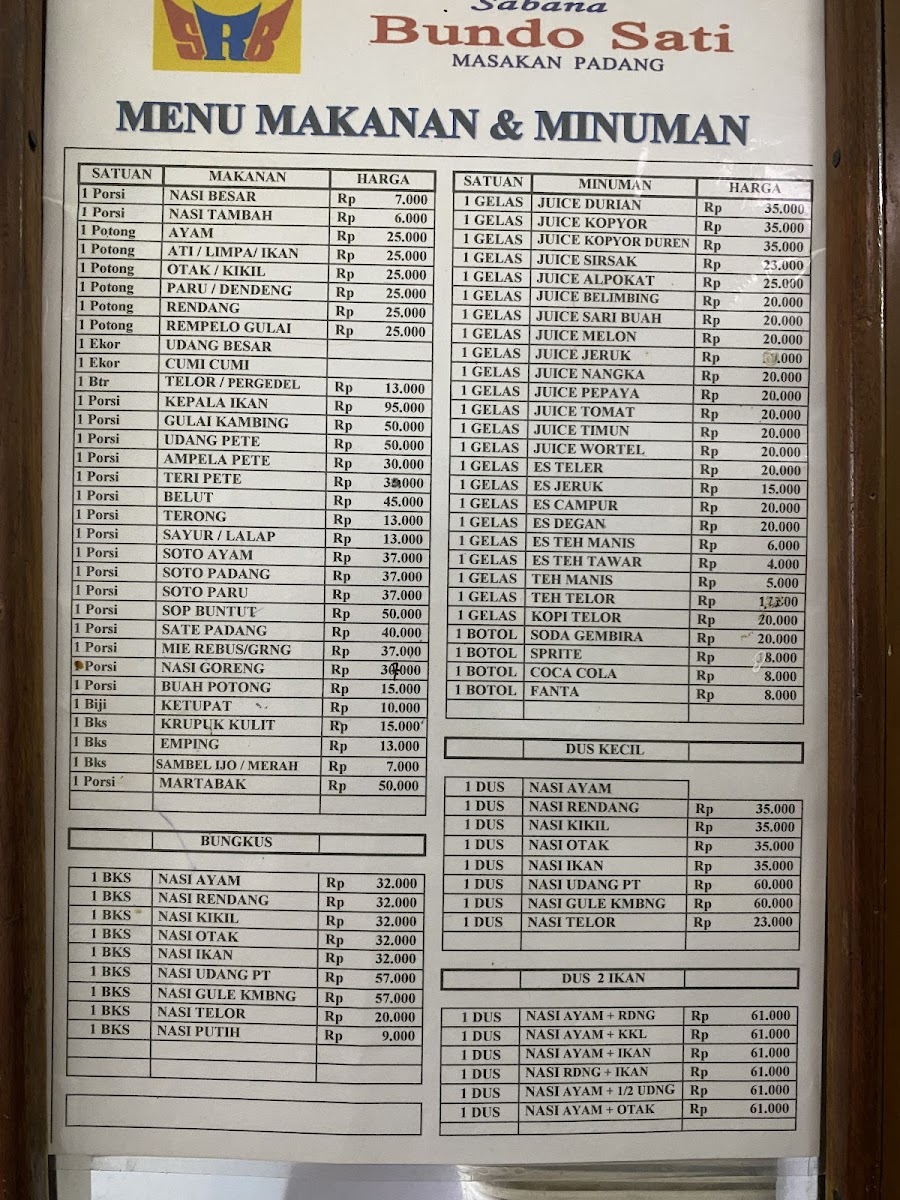 SRB
Sabana
Bundo Sati
MASAKAN PADANG
MENU MAKANAN & MINUMAN
SATUAN MAKANAN HARGA
1 Porsi NASI BESAR Rp 7.000
1 Porsi NASI TAMBAH Rp 6.000
1 Potong AYAM Rp 25.000
1 Potong ATI / LIMPA/ IKAN Rp 25.000
1 Potong OTAK / KIKIL Rp 25.000
1 Potong PARU / DENDENG Rp 25.000
1 Potong RENDANG Rp 25.000
1 Potong REMPELO GULAI Rp 25.000
1 Ekor UDANG BESAR
1 Ekor CUMI CUMI
1 Btr TELOR / PERGEDEL Rp 13.000
1 Porsi KEPALA IKAN Rp 95.000
1 Porsi GULAI KAMBING Rp 50.000
1 Porsi UDANG PETE Rp 50.000
1 Porsi AMPELA PETE Rp 30.000
1 Porsi TERI PETE Rp
1 Porsi BELUT Rp 45.000
1 Porsi TERONG Rp 13.000
1 Porsi SAYUR / LALAP Rp 13.000
1 Porsi SOTO AYAM Rp 37.000
1 Porsi SOTO PADANG Rp 37.000
1 Porsi SOTO PARU Rp 37.000
1 Porsi SOP BUNTUT Rp 50.000
1 Porsi SATE PADANG Rp 40.000
1 Porsi MIE REBUS/GRNG Rp 37.000
Porsi NASI GORENG Rp
1 Porsi BUAH POTONG Rp 15.000
1 Biji KETUPAT Rp 10.000
1 Bks KRUPUK KULIT Rp 15.000
1 Bks EMPING Rp 13.000
1 Bks SAMBEL IJO / MERAH Rp 7.000
1 Porsi MARTABAK Rp 50.000
BUNGKUS
1 BKS NASI AYAM Rp 32.000
1 BKS NASI RENDANG Rp 32.000
1 BKS NASI KIKIL Rp 32.000
1 BKS NASI OTAK Rp 32.000
1 BKS NASI IKAN Rp 32.000
1 BKS NASI UDANG PT Rp 57.000
1 BKS NASI GULE KMBNG Rp 57.000
1 BKS NASI TELOR Rp 20.000
1 BKS NASI PUTIH Rp 9.000
SATUAN MINUMAN HARGA
1 GELAS JUICE DURIAN Rp 35.000
1 GELAS JUICE KOPYOR Rp 35.000
1 GELAS JUICE KOPYOR DUREN Rp 35.000
1 GELAS JUICE SIRSAK Rp 23.000
1 GELAS JUICE ALPOKAT Rp 25.000
1 GELAS JUICE BELIMBING Rp 20.000
1 GELAS JUICE SARI BUAH Rp 20.000
1 GELAS JUICE MELON Rp 20.000
1 GELAS JUICE JERUK Rp
1 GELAS JUICE NANGKA Rp 20.000
1 GELAS JUICE PEPAYA Rp 20.000
1 GELAS JUICE TOMAT Rp 20.000
1 GELAS JUICE TIMUN Rp 20.000
1 GELAS JUICE WORTEL Rp 20.000
1 GELAS ES TELER Rp 20.000
1 GELAS ES JERUK Rp 15.000
1 GELAS ES CAMPUR Rp 20.000
1 GELAS ES DEGAN Rp 20.000
1 GELAS ES TEH MANIS Rp 6.000
1 GELAS ES TEH TAWAR Rp 4.000
1 GELAS TEH MANIS Rp 5.000
1 GELAS TEH TELOR Rp
1 GELAS KOPI TELOR Rp 20.000
1 BOTOL SODA GEMBIRA Rp 20.000
1 BOTOL SPRITE Rp 8.000
1 BOTOL COCA COLA Rp 8.000
1 BOTOL FANTA Rp 8.000
DUS KECIL
1 DUS NASI AYAM
1 DUS NASI RENDANG Rp 35.000
1 DUS NASI KIKIL Rp 35.000
1 DUS NASI OTAK Rp 35.000
1 DUS NASI IKAN Rp 35.000
1 DUS NASI UDANG PT Rp 60.000
1 DUS NASI GULE KMBNG Rp 60.000
1 DUS NASI TELOR Rp 23.000
DUS 2 IKAN
1 DUS NASI AYAM + RDNG Rp 61.000
1 DUS NASI AYAM + KKL Rp 61.000
1 DUS NASI AYAM + IKAN Rp 61.000
1 DUS NASI RDNG + IKAN Rp 61.000
1 DUS NASI AYAM + 1/2 UDNG Rp 61.000
1 DUS NASI AYAM + OTAK Rp 61.000